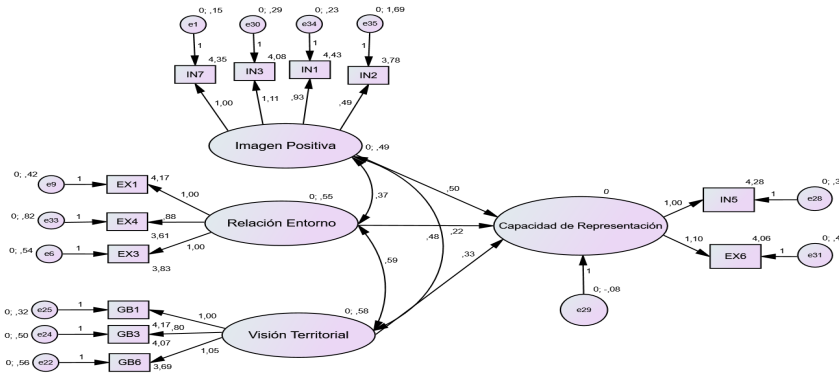 0; ,15
0; ,29
0; ,23
0; 1,69
e1
e30
e34
e35
1
1
1
1
4,35
4,08
4,43
3,78
IN7
IN3
IN1
IN2
1,00
1,11
,93
,49
Imagen Positiva
0; ,49
0; ,42
e9
1
EX1
4,17
1,00
0; ,82
e33
1
EX4
,88
3,61
0; ,54
e6
1
EX3
1,00
3,83
Relación Entorno
0; ,55
,37
,50
,48
,22
,59
,33
0
Capacidad de Representación
1,00
4,28
IN5
1
e28
1,10
4,06
EX6
1
e31
1
0; -,08
e29
0; ,32
e25
1
GB1
1,00
4,17
0; ,50
e24
1
GB3
,80
4,07
0; ,56
e22
1
GB6
1,05
3,69
Visión Territorial
0; ,58